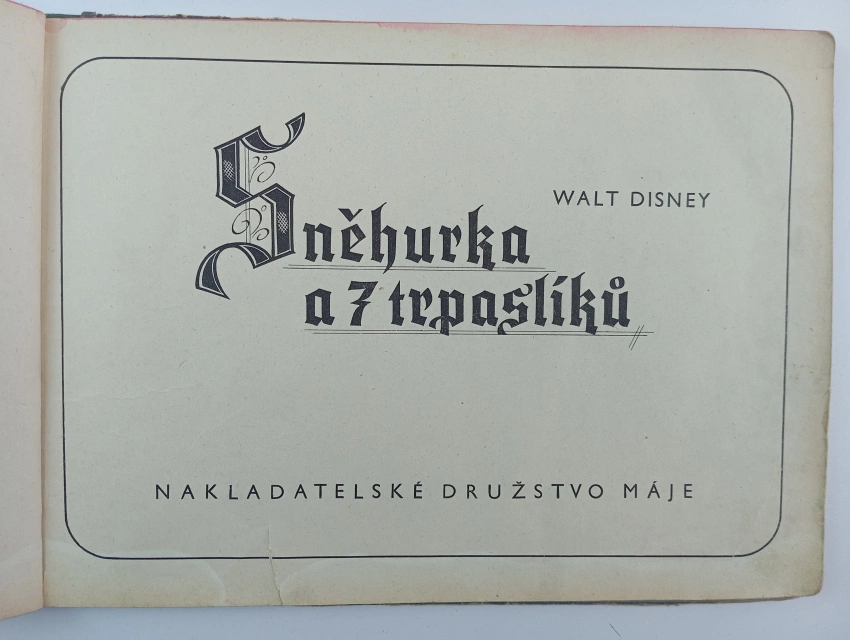 WALT DISNEY
Sněhurka
a 7 trpaslíků
NAKLADATELSKÉ DRUŽSTVO MÁJE